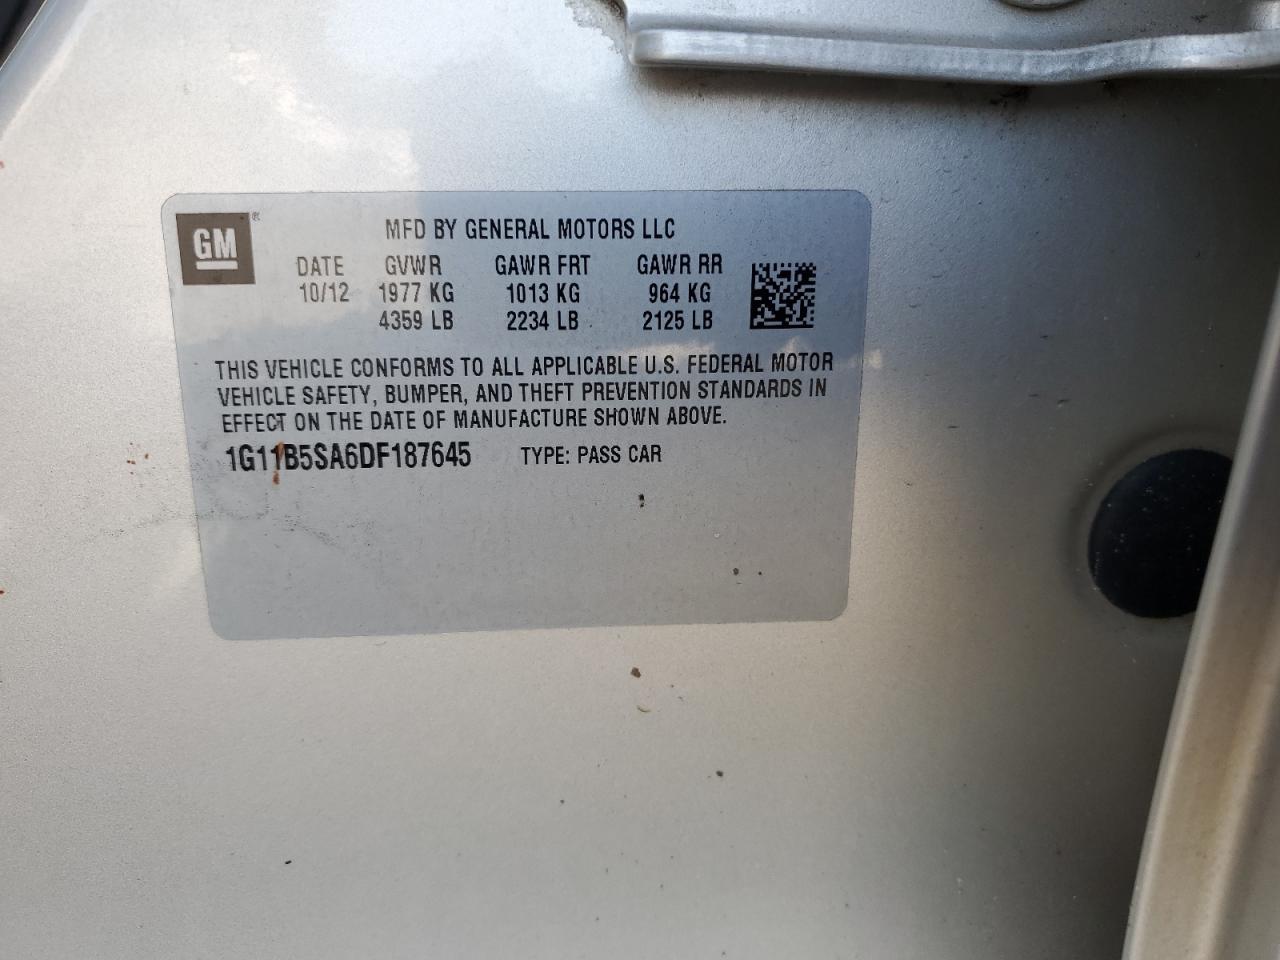 GM®
MFD BY GENERAL MOTORS LLC
DATE GVWR GAWR FRT GAWR RR
10/12 1977 KG 1013 KG 964 KG
4359 LB 2234 LB 2125 LB
THIS VEHICLE CONFORMS TO ALL APPLICABLE U.S. FEDERAL MOTOR
VEHICLE SAFETY, BUMPER, AND THEFT PREVENTION STANDARDS IN
EFFECT ON THE DATE OF MANUFACTURE SHOWN ABOVE.
1G11B5SA6DF187645 TYPE: PASS CAR